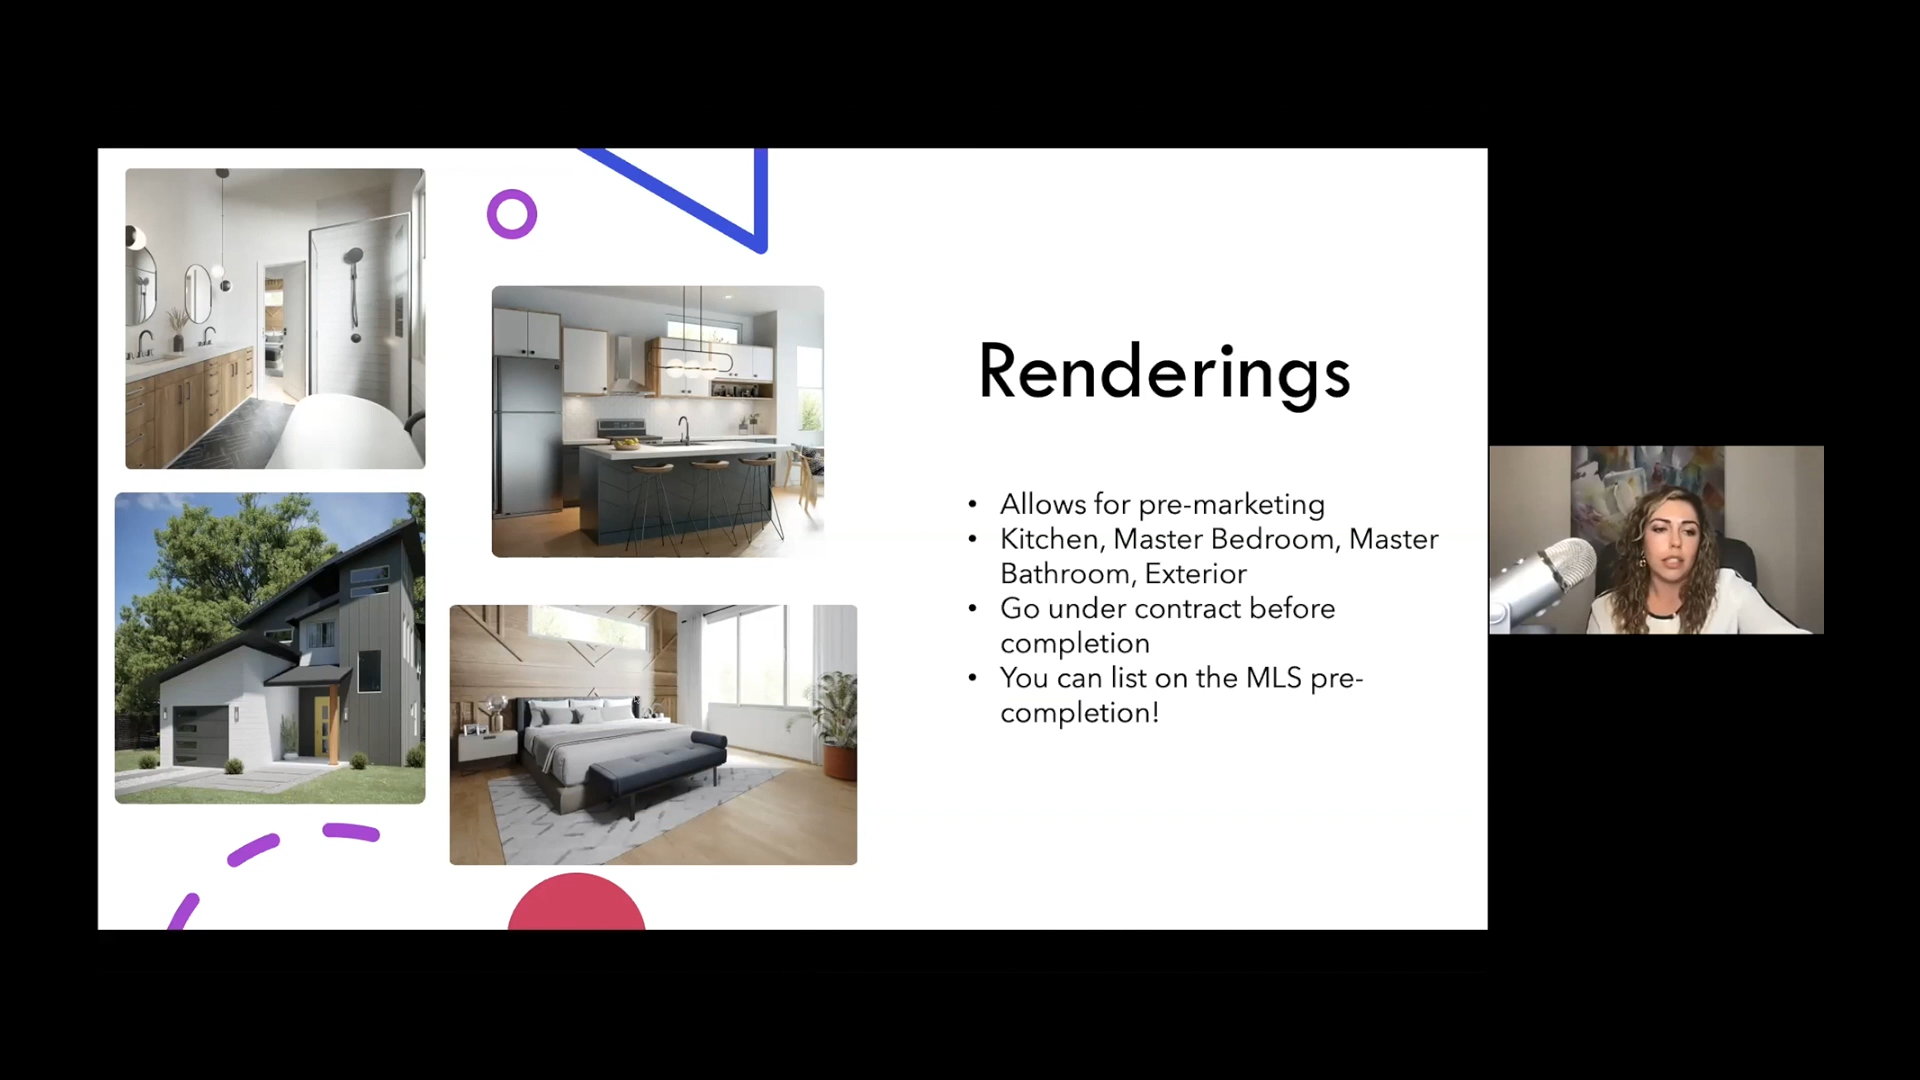 Renderings
• Allows for pre-marketing
• Kitchen, Master Bedroom, Master
Bathroom, Exterior
• Go under contract before
completion
• You can list on the MLS pre-
completion!